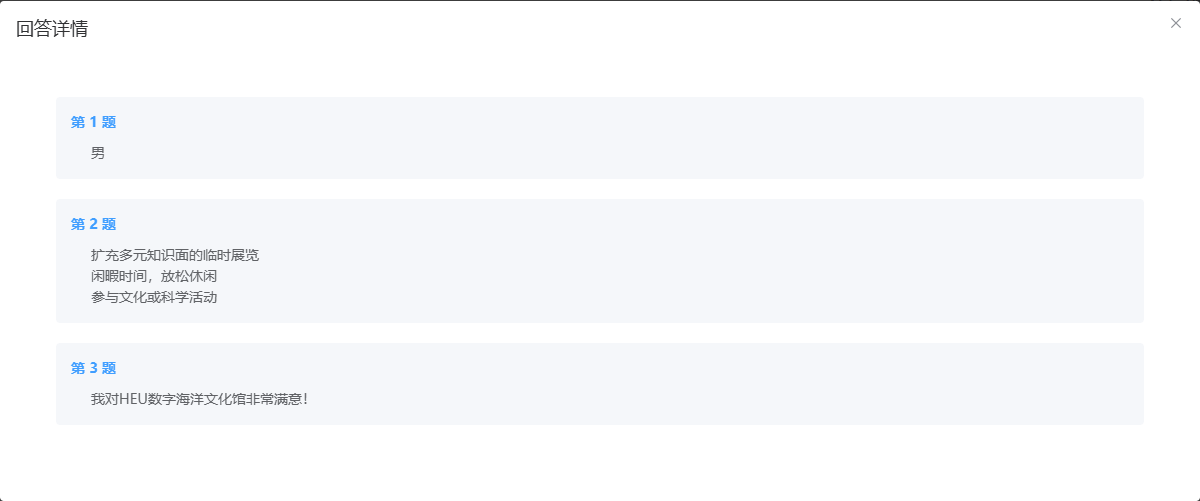 回答详情
第 1 题
男
第 2 题
扩充多元知识面的临时展览
闲暇时间，放松休闲
参与文化或科学活动
第 3 题
我对HEU数字海洋文化馆非常满意！